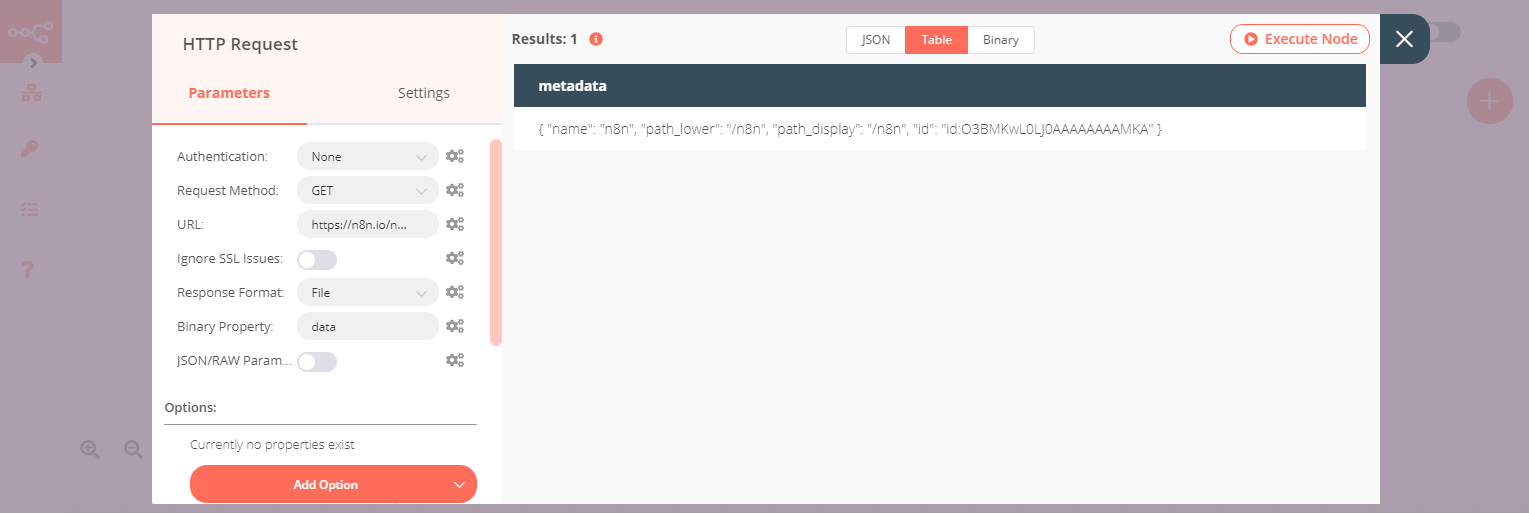 HTTP Request
Parameters
Settings
Authentication:
None
Request Method:
GET
URL:
https://n8n.io/n...
Ignore SSL Issues:
Response Format:
File
Binary Property:
data
JSON/RAW Param...
Options:
Currently no properties exist
Add Option
Results: 1
JSON
Table
Binary
Execute Node
metadata
{ "name": "n8n", "path_lower": "/n8n", "path_display": "/n8n", "id": "id:O3BMKwL0LJ0AAAAAAAAMKA" }